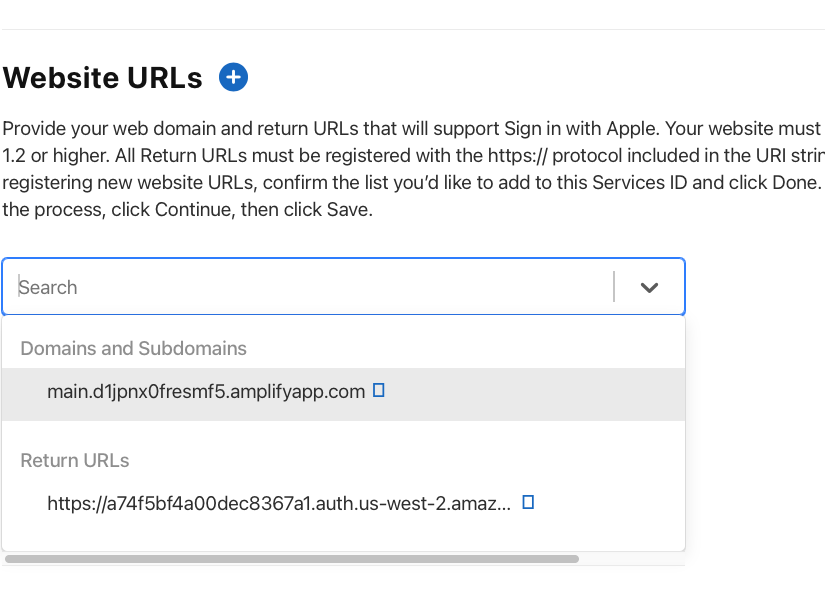 Website URLs
Provide your web domain and return URLs that will support Sign in with Apple. Your website must
1.2 or higher. All Return URLs must be registered with the https:// protocol included in the URI strin
registering new website URLs, confirm the list you’d like to add to this Services ID and click Done.
the process, click Continue, then click Save.
Search
Domains and Subdomains
main.d1jpnx0fresmf5.amplifyapp.com
Return URLs
https://a74f5bf4a00dec8367a1.auth.us-west-2.amaz...